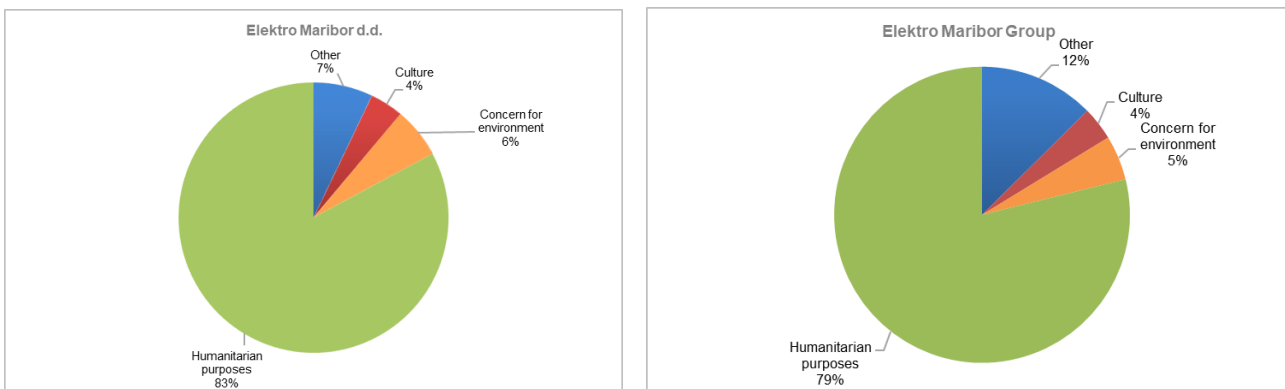 Elektro Maribor d.d.
Other
7%
Culture
4%
Concern for
environment
6%
Humanitarian
purposes
83%
Elektro Maribor Group
Other
12%
Culture
4%
Concern for
environment
5%
Humanitarian
purposes
79%